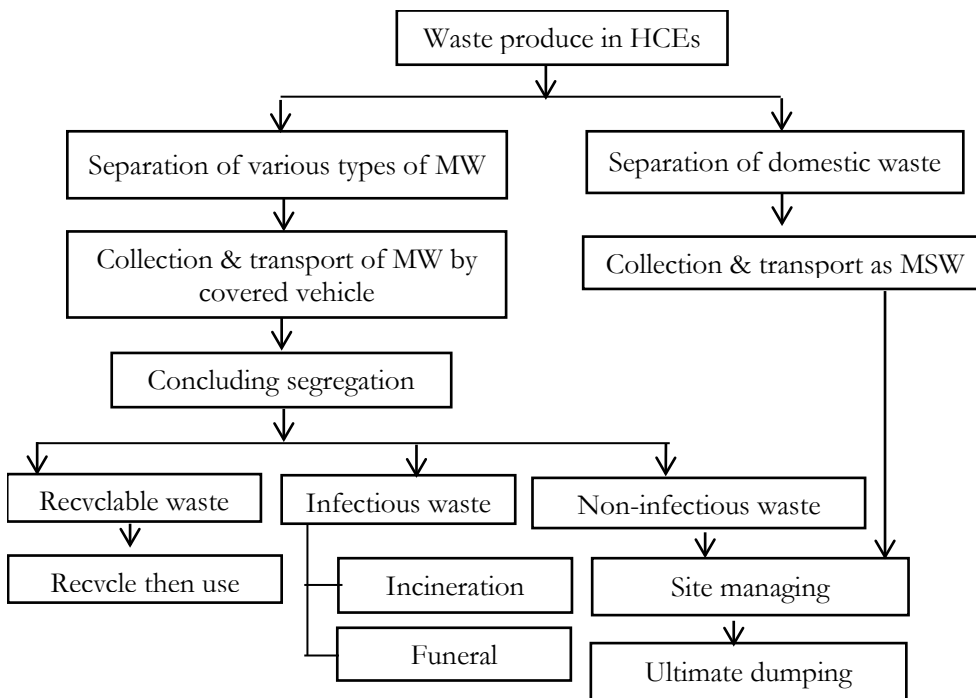 Waste produce in HCEs
Separation of various types of MW
Separation of domestic waste
Collection & transport of MW by
covered vehicle
Collection & transport as MSW
Concluding segregation
Recyclable waste
Infectious waste
Non-infectious waste
Recycle then use
Incineration
Site managing
Funeral
Ultimate dumping